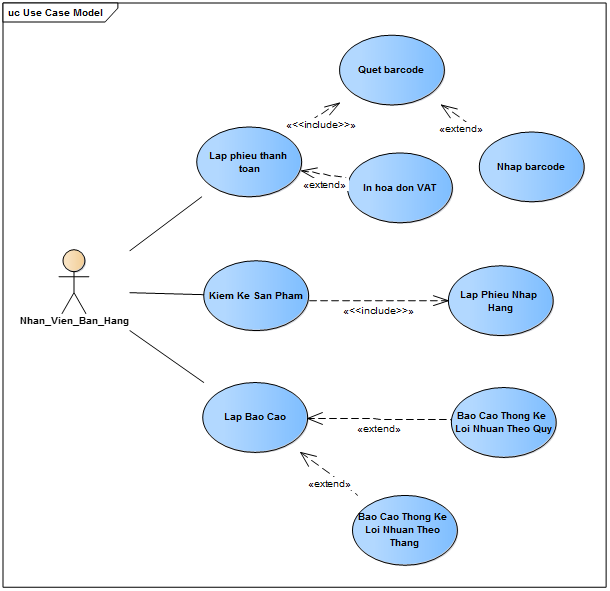 uc Use Case Model
Quet barcode
«<<include>>»
«extend»
Lap phieu thanh
toan
«extend»
In hoa don VAT
Nhap barcode
Nhan_Vien_Ban_Hang
Kiem Ke San Pham
«<<include>>»
Lap Phieu Nhap
Hang
Lap Bao Cao
«extend»
Bao Cao Thong Ke
Loi Nhuan Theo Quy
«extend»
Bao Cao Thong Ke
Loi Nhuan Theo
Thang